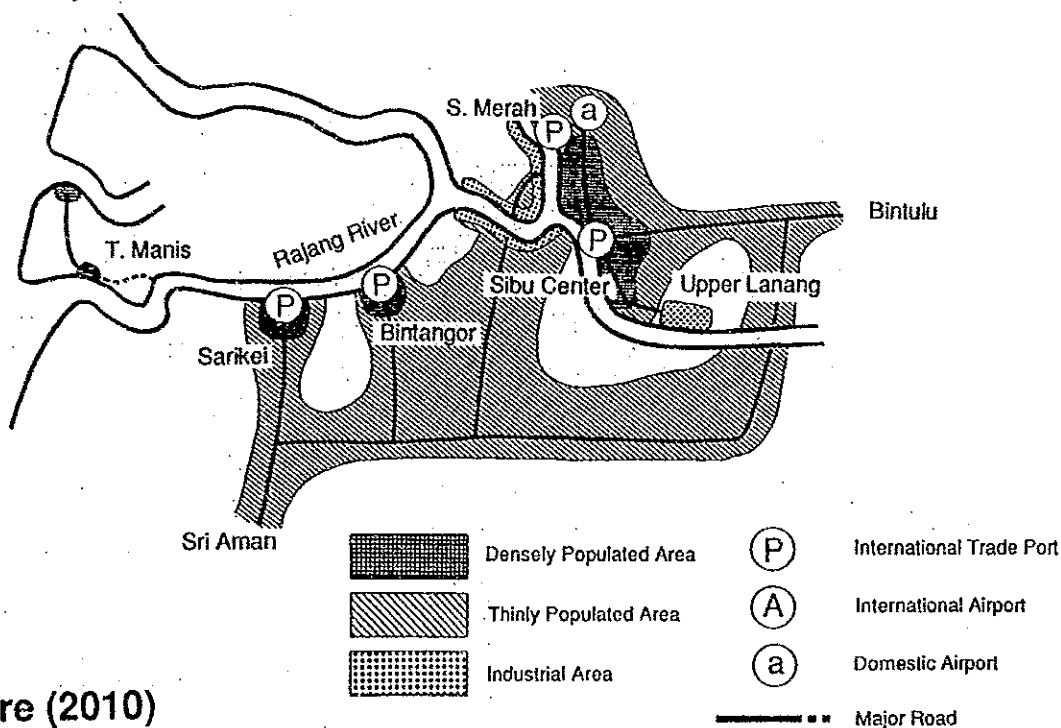 S. Merah
a
P
Bintulu
T. Manis
Rajang River
P
Sibu Center
Upper Lanang
P
P
Bintangor
Sarikei
Sri Aman
Densely Populated Area
P
International Trade Port
Thinly Populated Area
A
International Airport
Industrial Area
a
Domestic Airport
re (2010)
Major Road